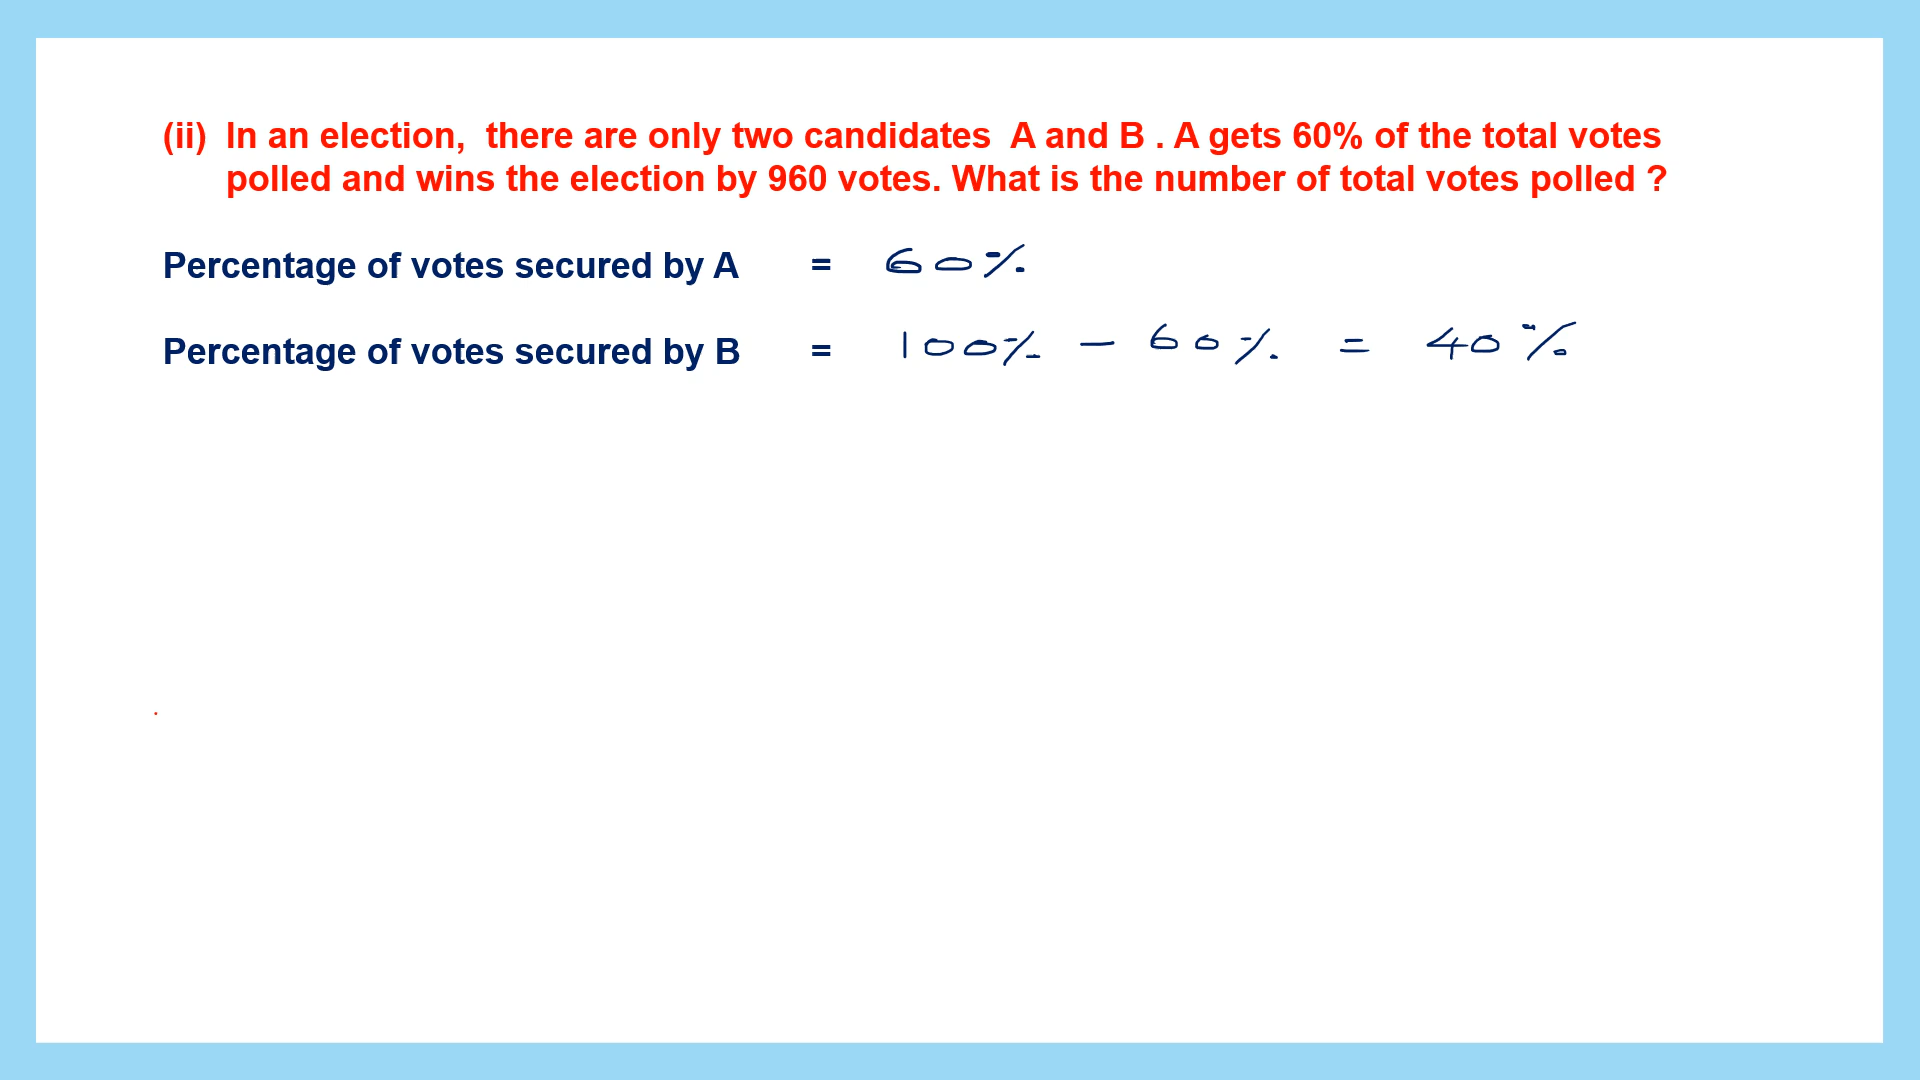 (ii) In an election, there are only two candidates A and B . A gets 60% of the total votes
polled and wins the election by 960 votes. What is the number of total votes polled ?
Percentage of votes secured by A = 60%
Percentage of votes secured by B = 100% - 60% = 40%